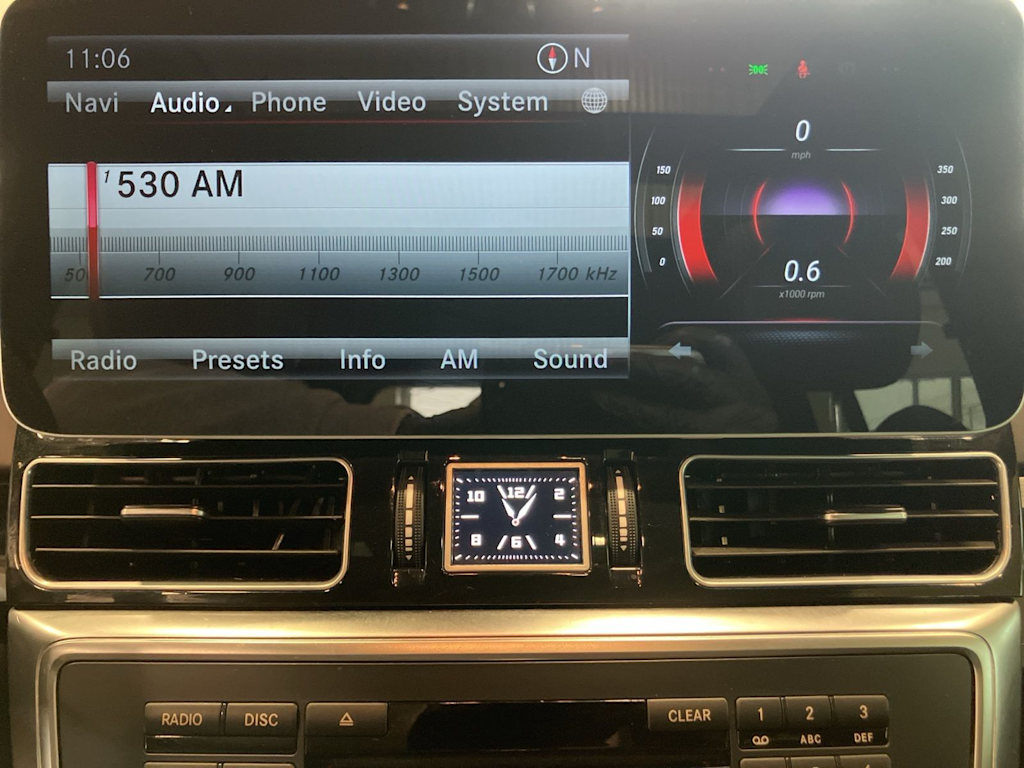 11:06 N
Navi Audio Phone Video System
1 530 AM
500 700 900 1100 1300 1500 1700 kHz
Radio Presets Info AM Sound
0
mph
150 350
100 300
50 250
0 200
0.6
x1000 rpm
10 12 2
8 6 4
RADIO DISC CLEAR 1 2 3
ABC DEF